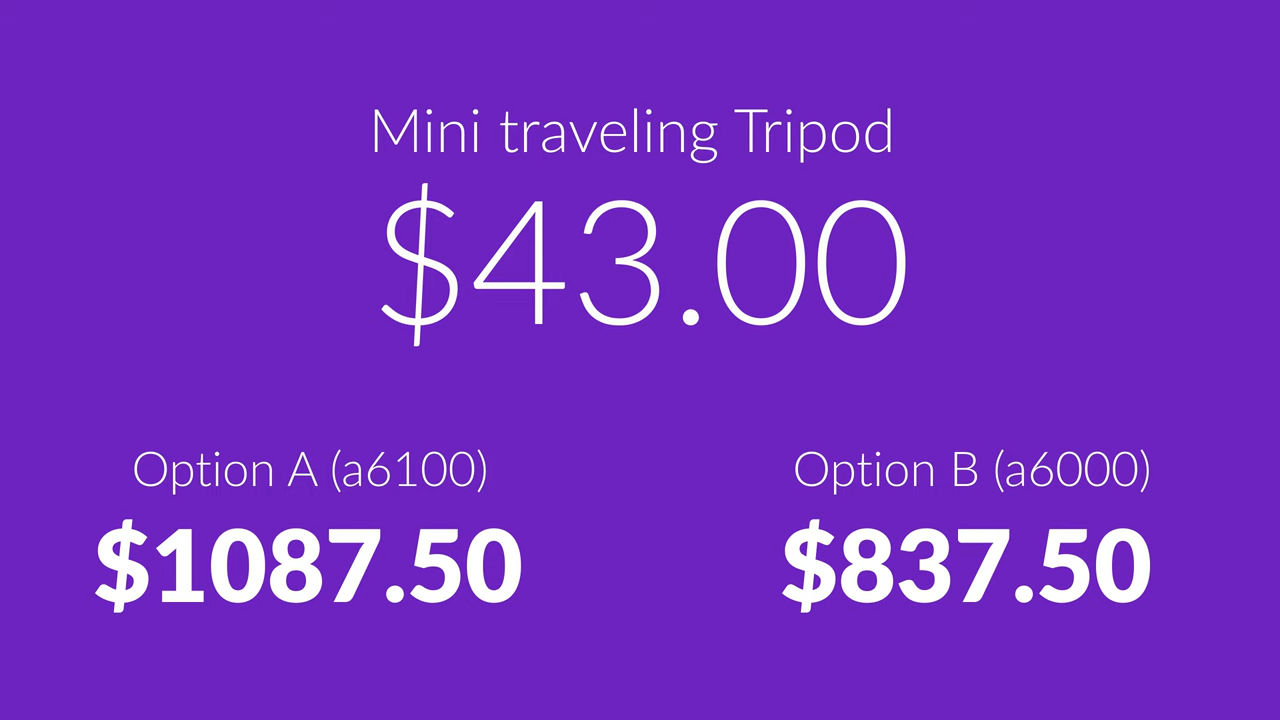 Mini traveling Tripod
$43.00
Option A (a6100)
$1087.50
Option B (a6000)
$837.50